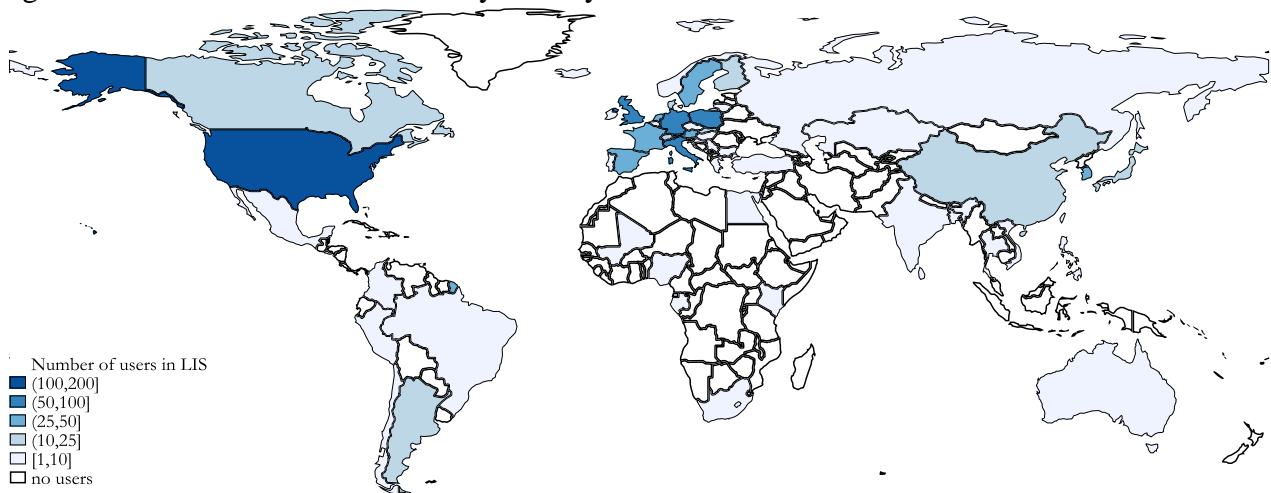 Number of users in LIS
(100,200]
(50,100]
(25,50]
(10,25]
[1,10]
no users